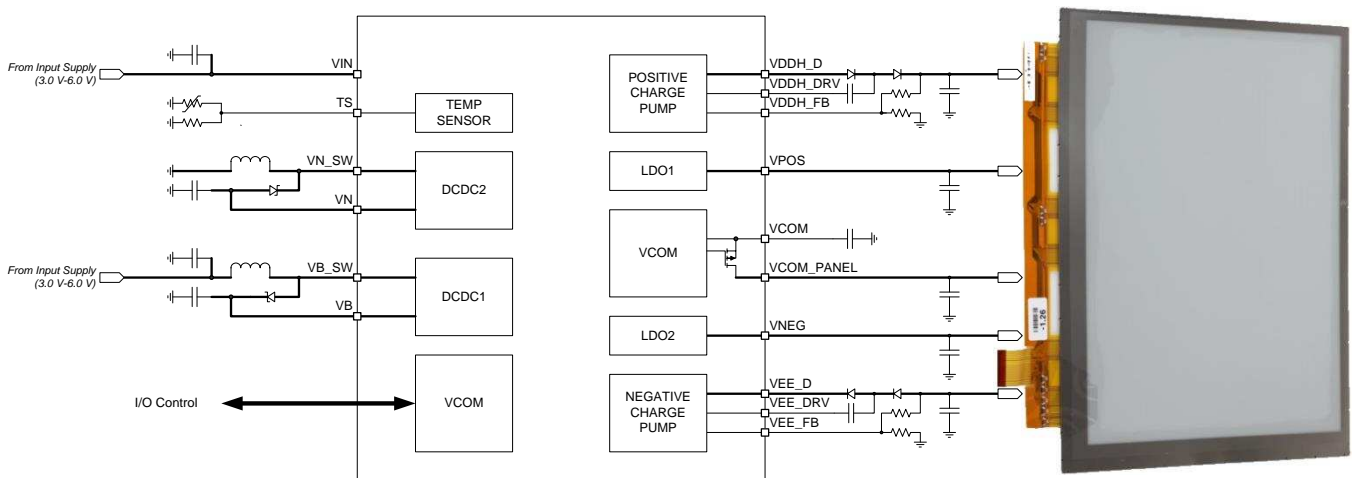 From Input Supply
(3.0 V-6.0 V)
VIN
TS
TEMP
SENSOR
VN_SW
VN
DCDC2
From Input Supply
(3.0 V-6.0 V)
VB_SW
VB
DCDC1
I/O Control
VCOM
POSITIVE
CHARGE
PUMP
VDDH_D
VDDH_DRV
VDDH_FB
LDO1
VPOS
VCOM
VCOM
VCOM_PANEL
LDO2
VNEG
NEGATIVE
CHARGE
PUMP
VEE_D
VEE_DRV
VEE_FB
-1.26